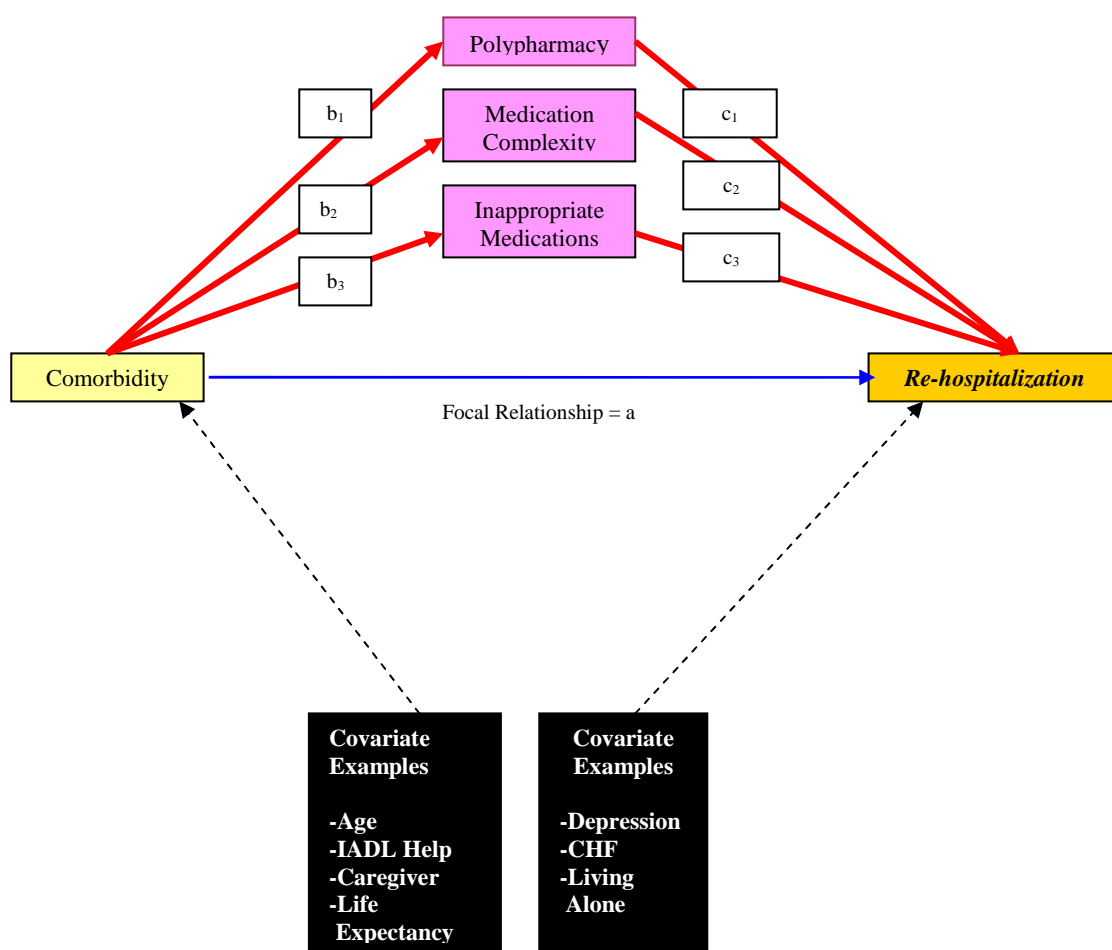 Polypharmacy
b1
c1
Medication
Complexity
c2
b2
Inappropriate
Medications
c3
b3
Comorbidity
Re-hospitalization
Focal Relationship = a
Covariate
Examples
-Age
-IADL Help
-Caregiver
-Life
Expectancy
Covariate
Examples
-Depression
-CHF
-Living
Alone